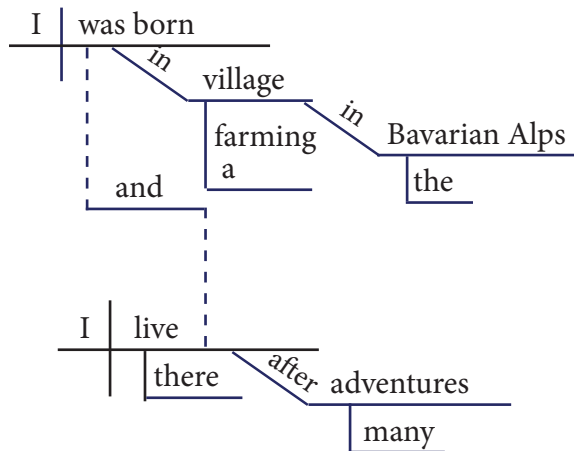 I was born
in
village
in
farming
a
Bavarian Alps
the
and
I live
there
after
adventures
many